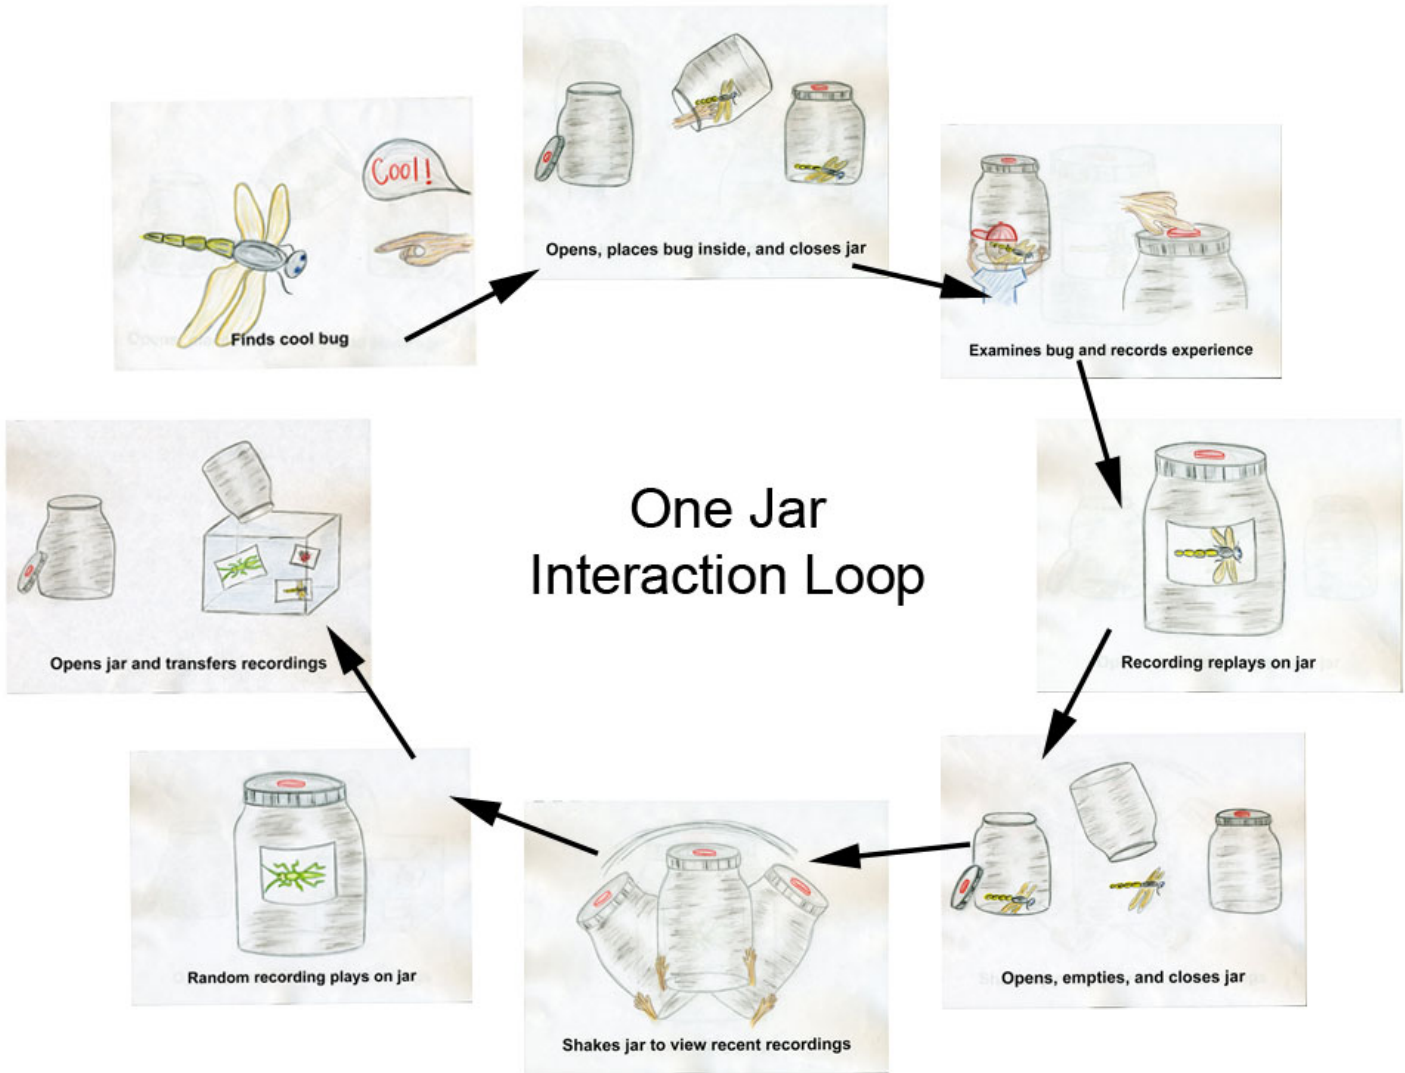 Cool!
Finds cool bug
Opens, places bug inside, and closes jar
Examines bug and records experience
Recording replays on jar
Opens, empties, and closes jar
Shakes jar to view recent recordings
Random recording plays on jar
Opens jar and transfers recordings
One Jar
Interaction Loop